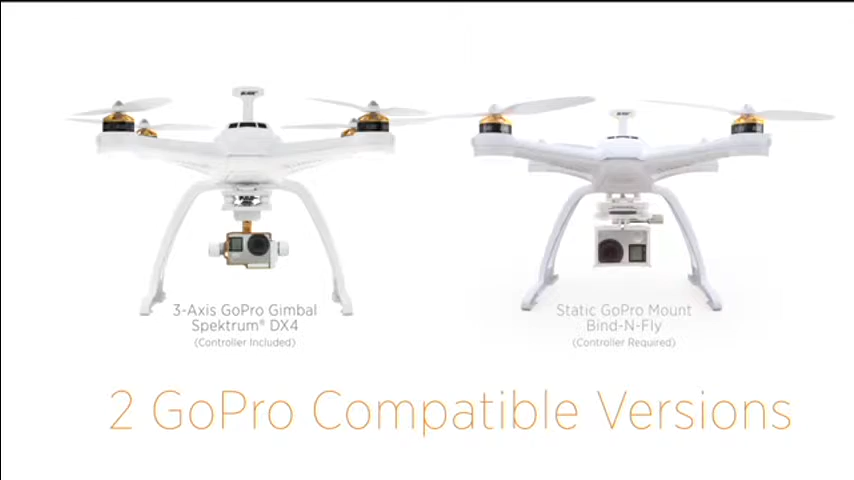 3-Axis GoPro Gimbal
Spektrum® DX4
(Controller Included)
Static GoPro Mount
Bind-N-Fly
(Controller Required)
2 GoPro Compatible Versions